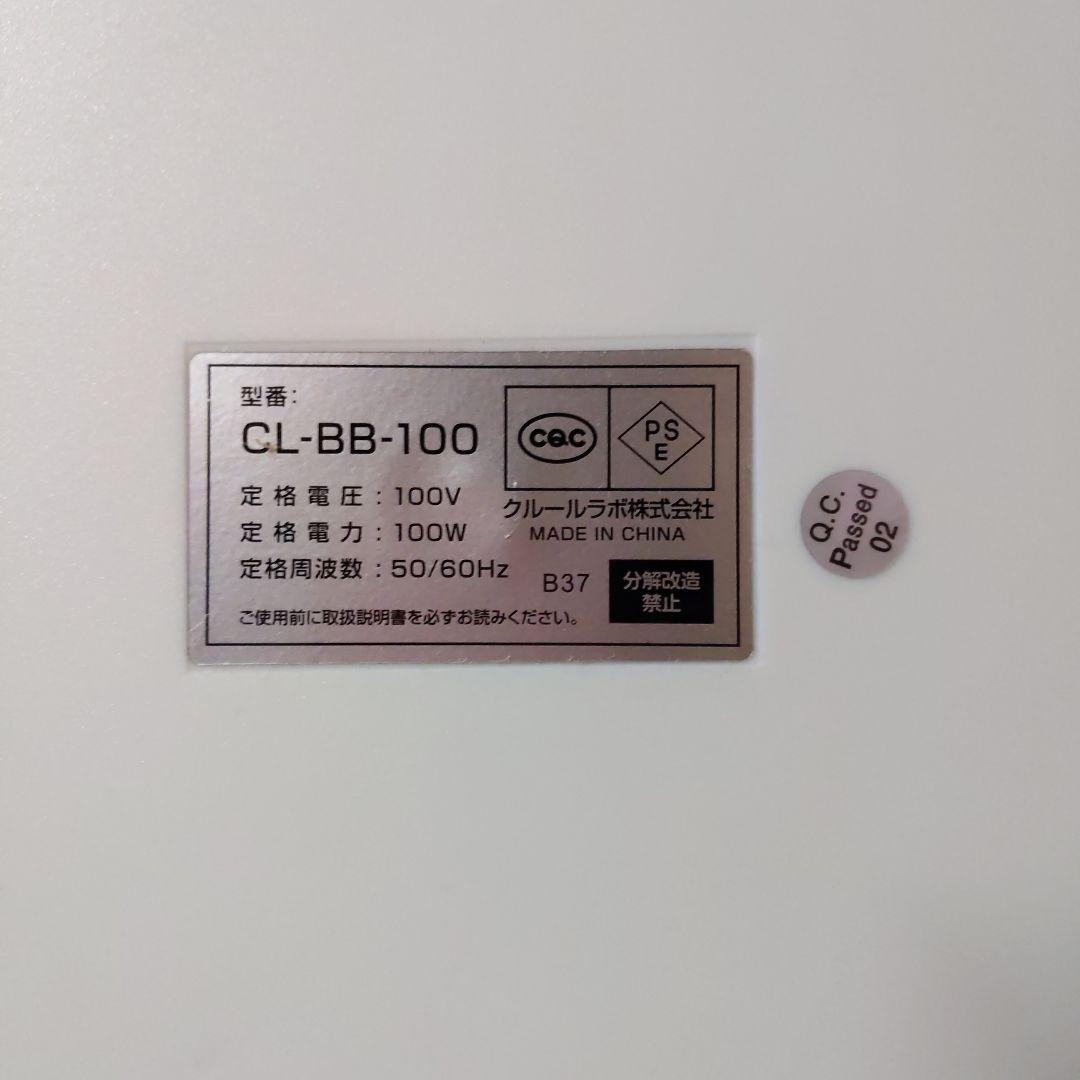 型番:
CL-BB-100
定格電圧 : 100V
定格電力 : 100W
定格周波数 : 50/60Hz
ご使用前に取扱説明書を必ずお読みください。
CQC
PS
E
クルールラボ株式会社
MADE IN CHINA
B37
分解改造
禁止
Q.C.
Passed
02